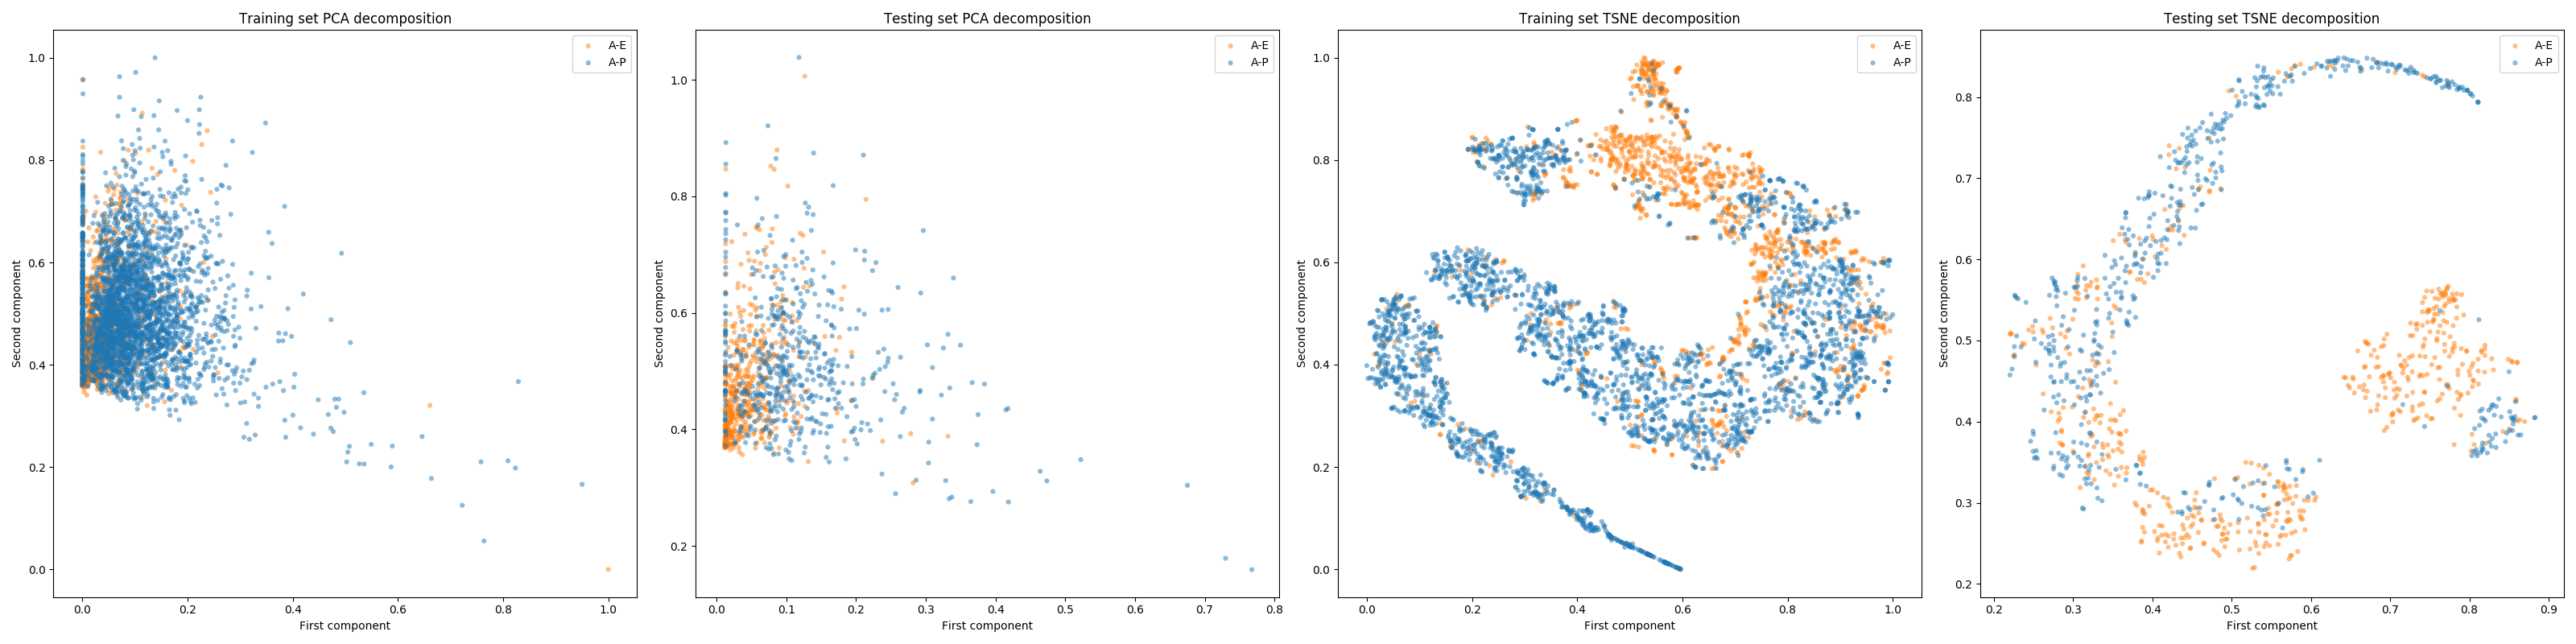 Training set PCA decomposition
A-E
A-P
1.0
0.8
0.6
0.4
0.2
0.0
Second component
0.0 0.2 0.4 0.6 0.8 1.0
First component
Testing set PCA decomposition
A-E
A-P
1.0
0.8
0.6
0.4
0.2
Second component
0.0 0.1 0.2 0.3 0.4 0.5 0.6 0.7 0.8
First component
Training set TSNE decomposition
A-E
A-P
1.0
0.8
0.6
0.4
0.2
0.0
Second component
0.0 0.2 0.4 0.6 0.8 1.0
First component
Testing set TSNE decomposition
A-E
A-P
0.8
0.7
0.6
0.5
0.4
0.3
0.2
Second component
0.2 0.3 0.4 0.5 0.6 0.7 0.8 0.9
First component